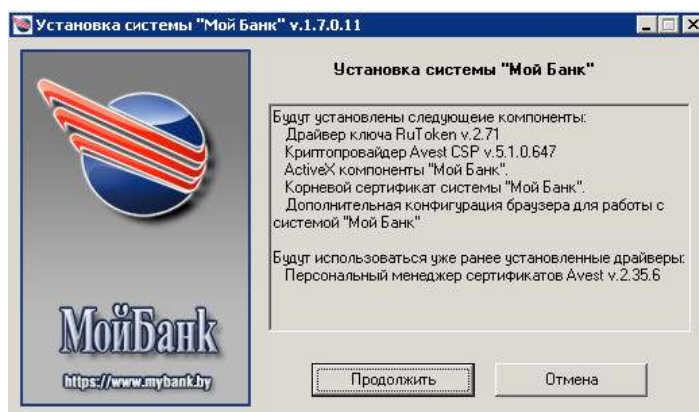 Установка системы "Мой Банк" v.1.7.0.11
Установка системы "Мой Банк"
Будут установлены следующеие компоненты:
Драйвер ключа RuToken v.2.71
Криптопровайдер Avest CSP v.5.1.0.647
ActiveX компоненты "Мой Банк".
Корневой сертификат системы "Мой Банк".
Дополнительная конфигурация браузера для работы с
системой "Мой Банк"
Будут использоваться уже ранее установленные драйверы:
Персональный менеджер сертификатов Avest v.2.35.6
МойБанk
https://www.mybank.by
Продолжить
Отмена